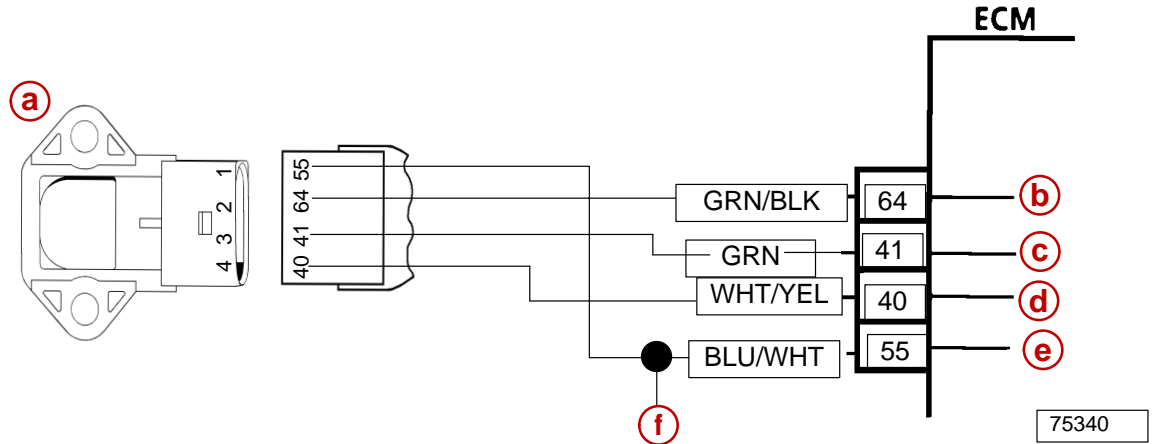 ECM
a
1
2
3
4
55
64
41
40
GRN/BLK
64
b
GRN
41
c
WHT/YEL
40
d
BLU/WHT
55
e
f
75340